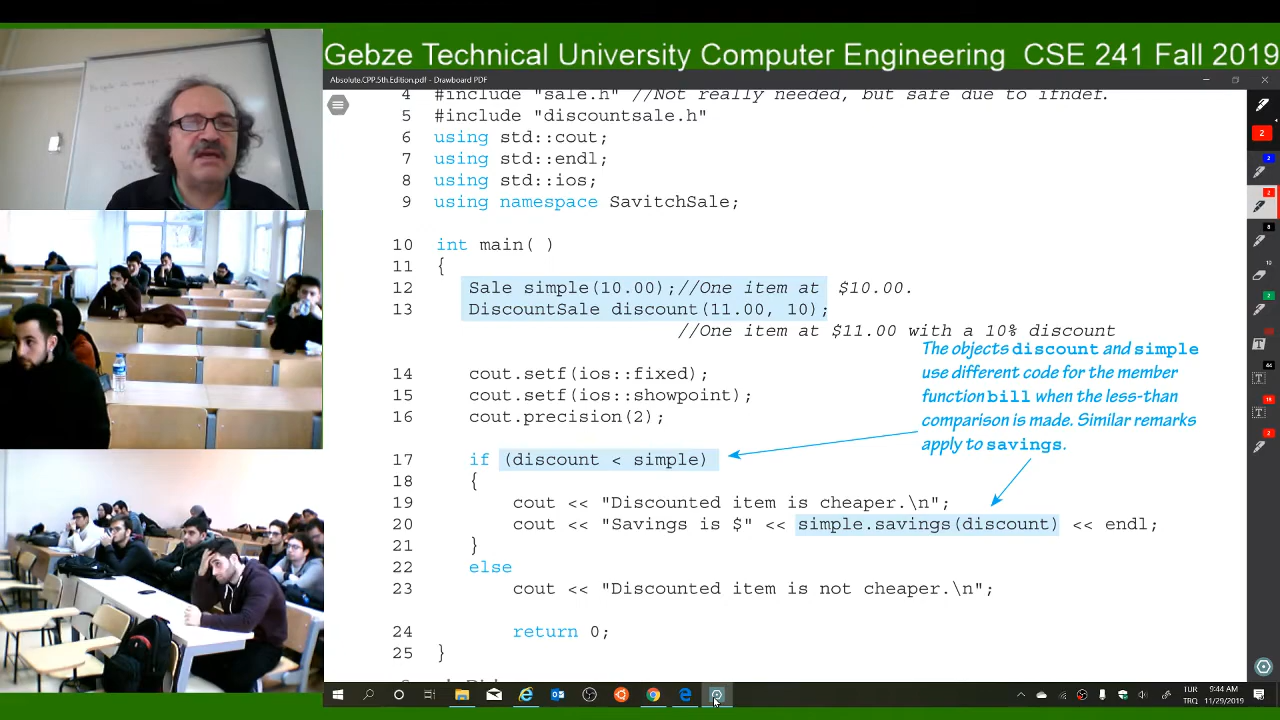 Gebze Technical University Computer Engineering  CSE 241 Fall 2019
Absolute.CPP.5th.Edition.pdf - Drawboard PDF
4 #include "sale.h" //Not really needed, but safe due to ifndef.
5 #include "discountsale.h"
6 using std::cout;
7 using std::endl;
8 using std::ios;
9 using namespace SavitchSale;
10 int main( )
11 {
12 Sale simple(10.00);//One item at $10.00.
13 DiscountSale discount(11.00, 10);
//One item at $11.00 with a 10% discount
The objects discount and simple
use different code for the member
function bill when the less-than
comparison is made. Similar remarks
apply to savings.
14 cout.setf(ios::fixed);
15 cout.setf(ios::showpoint);
16 cout.precision(2);
17 if (discount < simple)
18 {
19 cout << "Discounted item is cheaper.\n";
20 cout << "Savings is $" << simple.savings(discount) << endl;
21 }
22 else
23 cout << "Discounted item is not cheaper.\n";
24 return 0;
25 }
TUR
TRQ
9:44 AM
11/29/2019